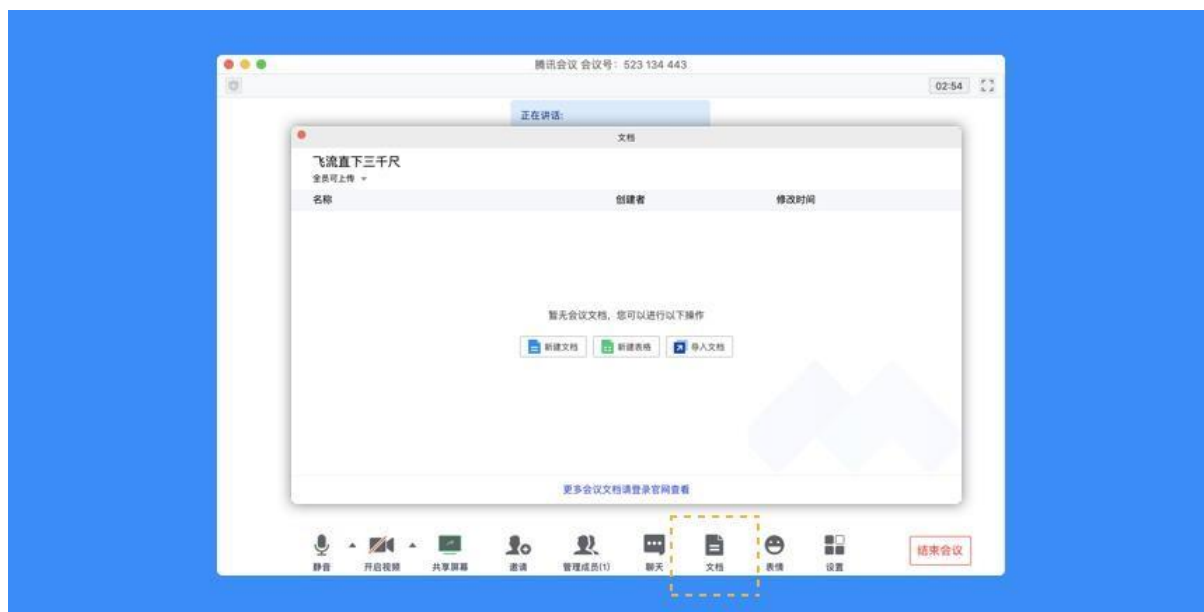 腾讯会议 会议号：523 134 443
02:54
正在讲话:
文档
飞流直下三千尺
全员可上传
名称 创建者 修改时间
暂无会议文档，您可以进行以下操作
新建文档 新建表格 导入文档
更多会议文档请登录官网查看
静音 开启视频 共享屏幕 邀请 管理成员(1) 聊天 文档 表情 设置
结束会议